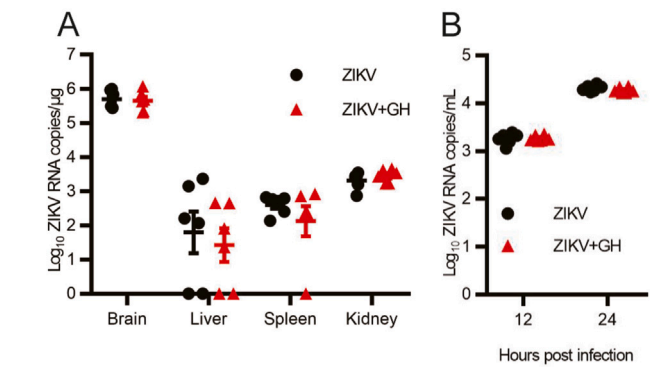 A
Log10 ZIKV RNA copies/μg
7
6
5
4
3
2
1
0
ZIKV
ZIKV+GH
Brain Liver Spleen Kidney
B
Log10 ZIKV RNA copies/mL
5
4
3
2
1
0
ZIKV
ZIKV+GH
12 24
Hours post infection